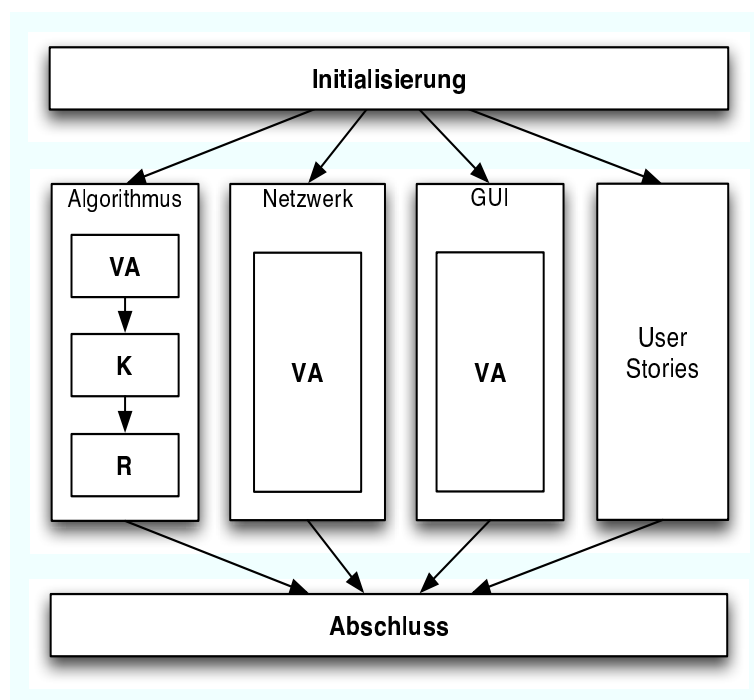 Initialisierung
Algorithmus
Netzwerk
GUI
VA
K
R
VA
VA
User
Stories
Abschluss